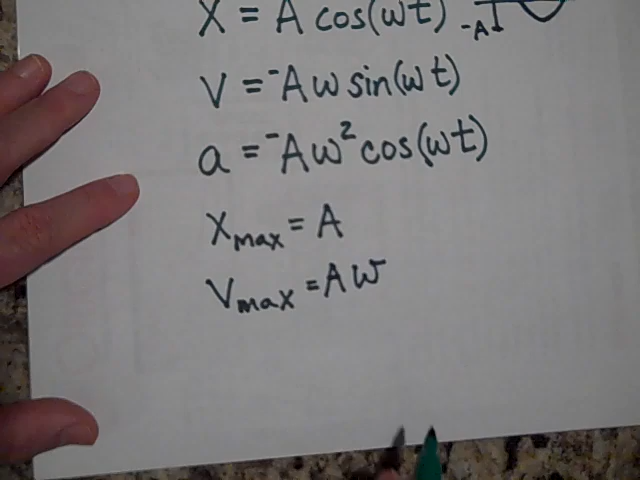 X = A cos(ωt) -A
V = -Aω sin(ωt)
a = -Aω² cos(ωt)
Xmax = A
Vmax = Aω